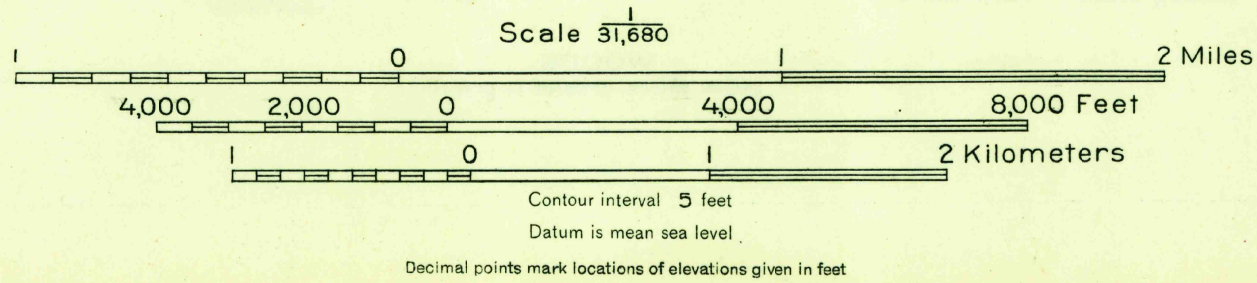 Scale 1/31,680
1 0 1 2 Miles
4,000 2,000 0 4,000 8,000 Feet
1 0 1 2 Kilometers
Contour interval 5 feet
Datum is mean sea level
Decimal points mark locations of elevations given in feet